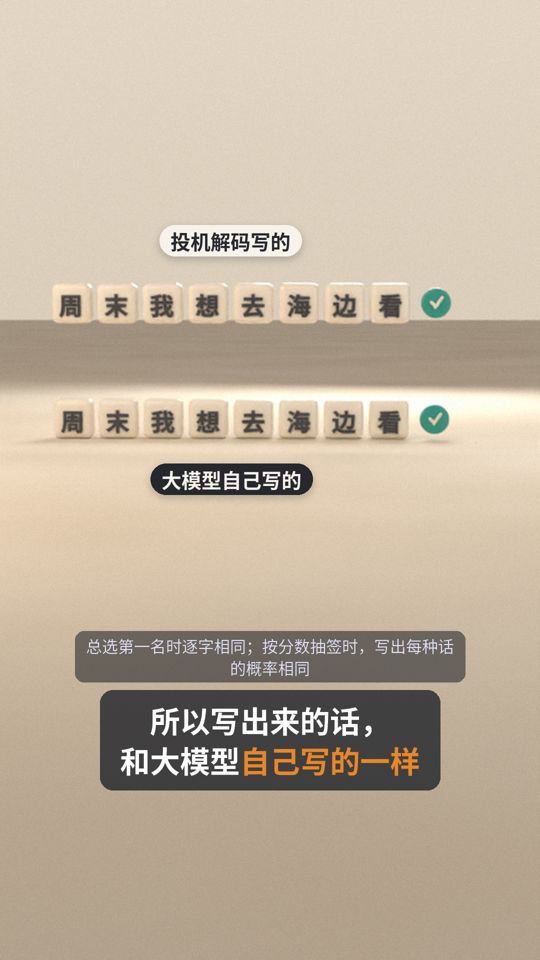 投机解码写的
周末我想去海边看
周末我想去海边看
大模型自己写的
总选第一名时逐字相同；按分数抽签时，写出每种话
的概率相同
所以写出来的话，
和大模型自己写的一样